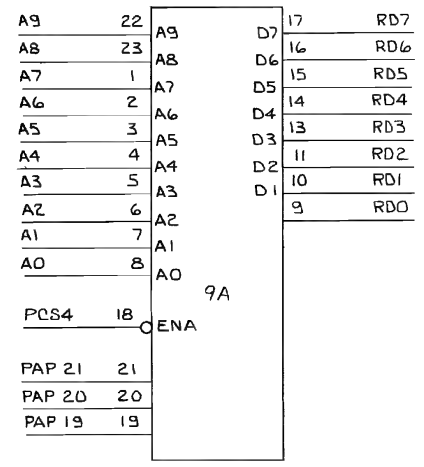 A9 22 A9 D7 17 RD7
A8 23 A8 D6 16 RD6
A7 1 A7 D5 15 RD5
A6 2 A6 D4 14 RD4
A5 3 A5 D3 13 RD3
A4 4 A4 D2 11 RD2
A3 5 A3 D1 10 RD1
A2 6 A2 9 RD0
A1 7 A1
A0 8 A0
9A
PCS4 18 ENA
PAP 21 21
PAP 20 20
PAP 19 19